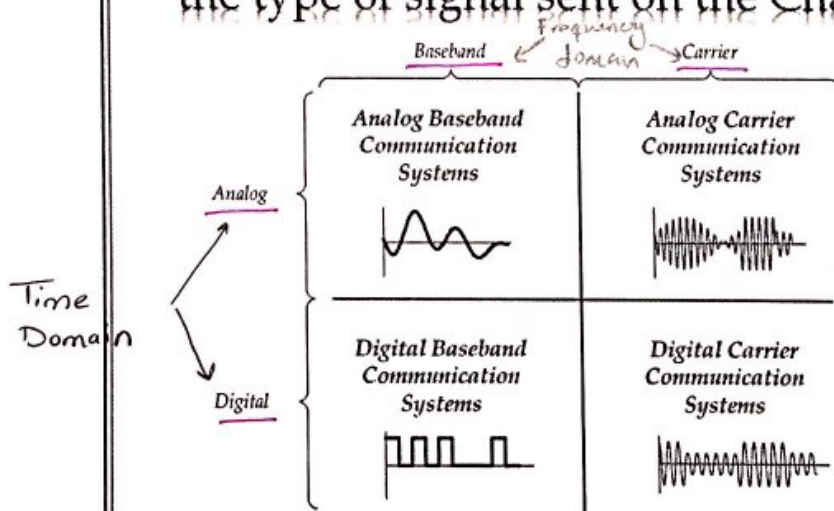 the type of signal sent on the Cha
Frequency
domain
Baseband
Carrier
Analog Baseband
Communication
Systems
Analog Carrier
Communication
Systems
Analog
Time
Domain
Digital Baseband
Communication
Systems
Digital Carrier
Communication
Systems
Digital